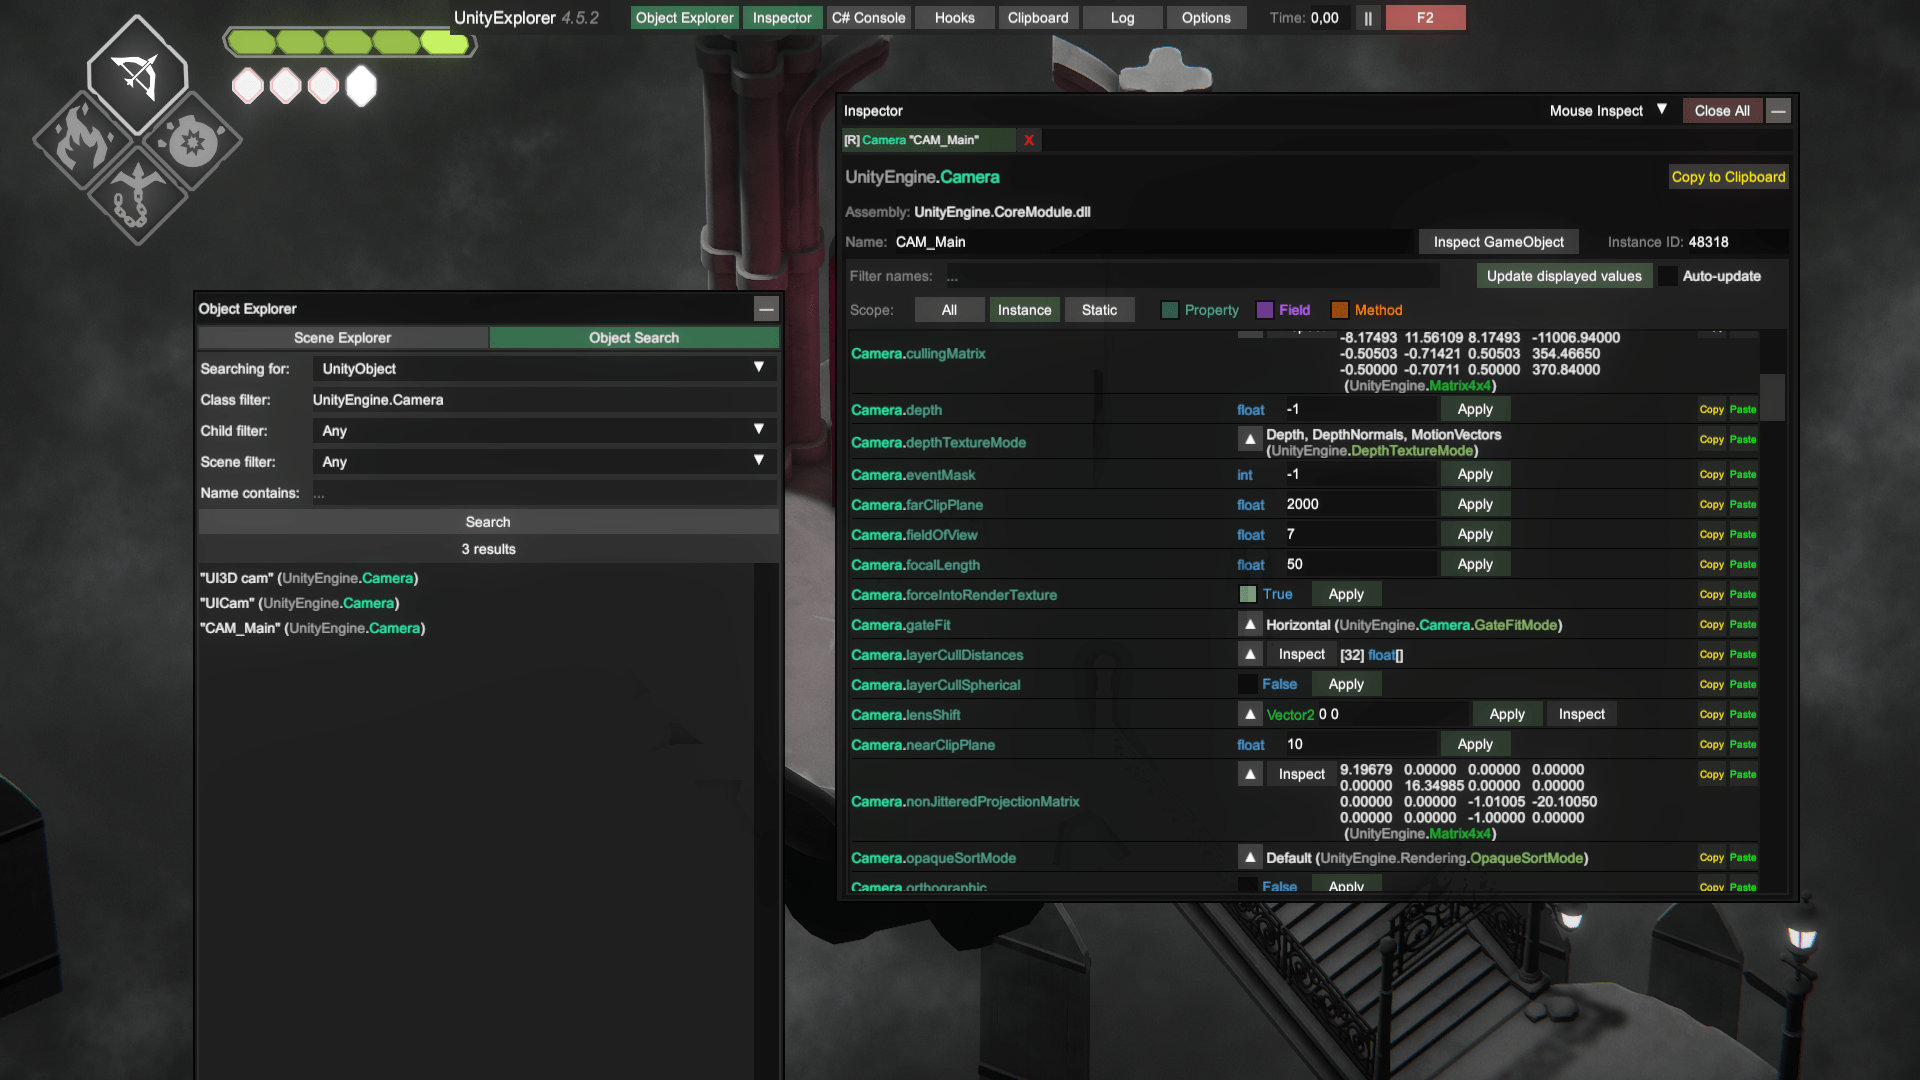 UnityExplorer 4.5.2 Object Explorer Inspector C# Console Hooks Clipboard Log Options Time: 0,00 || F2
Inspector Mouse Inspect ▼ Close All —
[R] Camera "CAM_Main" X
UnityEngine.Camera Copy to Clipboard
Assembly: UnityEngine.CoreModule.dll
Name: CAM_Main Inspect GameObject Instance ID: 48318
Filter names: ... Update displayed values Auto-update
Scope: All Instance Static Property Field Method
-8.17493 11.56109 8.17493 -11006.94000
Camera.cullingMatrix -0.50503 -0.71421 0.50503 354.46650
-0.50000 -0.70711 0.50000 370.84000
(UnityEngine.Matrix4x4)
Camera.depth float -1 Apply Copy Paste
Camera.depthTextureMode ▲ Depth, DepthNormals, MotionVectors Copy Paste
(UnityEngine.DepthTextureMode)
Camera.eventMask int -1 Apply Copy Paste
Camera.farClipPlane float 2000 Apply Copy Paste
Camera.fieldOfView float 7 Apply Copy Paste
Camera.focalLength float 50 Apply Copy Paste
Camera.forceIntoRenderTexture True Apply Copy Paste
Camera.gateFit ▲ Horizontal (UnityEngine.Camera.GateFitMode) Copy Paste
Camera.layerCullDistances ▲ Inspect [32] float[] Copy Paste
Camera.layerCullSpherical False Apply Copy Paste
Camera.lensShift ▲ Vector2 0 0 Apply Inspect Copy Paste
Camera.nearClipPlane float 10 Apply Copy Paste
▲ Inspect 9.19679 0.00000 0.00000 0.00000 Copy Paste
0.00000 16.34985 0.00000 0.00000
Camera.nonJitteredProjectionMatrix 0.00000 0.00000 -1.01005 -20.10050
0.00000 0.00000 -1.00000 0.00000
(UnityEngine.Matrix4x4)
Camera.opaqueSortMode ▲ Default (UnityEngine.Rendering.OpaqueSortMode) Copy Paste
Camera.orthographic False Apply Copy Paste
Object Explorer —
Scene Explorer Object Search
Searching for: UnityObject ▼
Class filter: UnityEngine.Camera
Child filter: Any ▼
Scene filter: Any ▼
Name contains: ...
Search
3 results
"UI3D cam" (UnityEngine.Camera)
"UICam" (UnityEngine.Camera)
"CAM_Main" (UnityEngine.Camera)